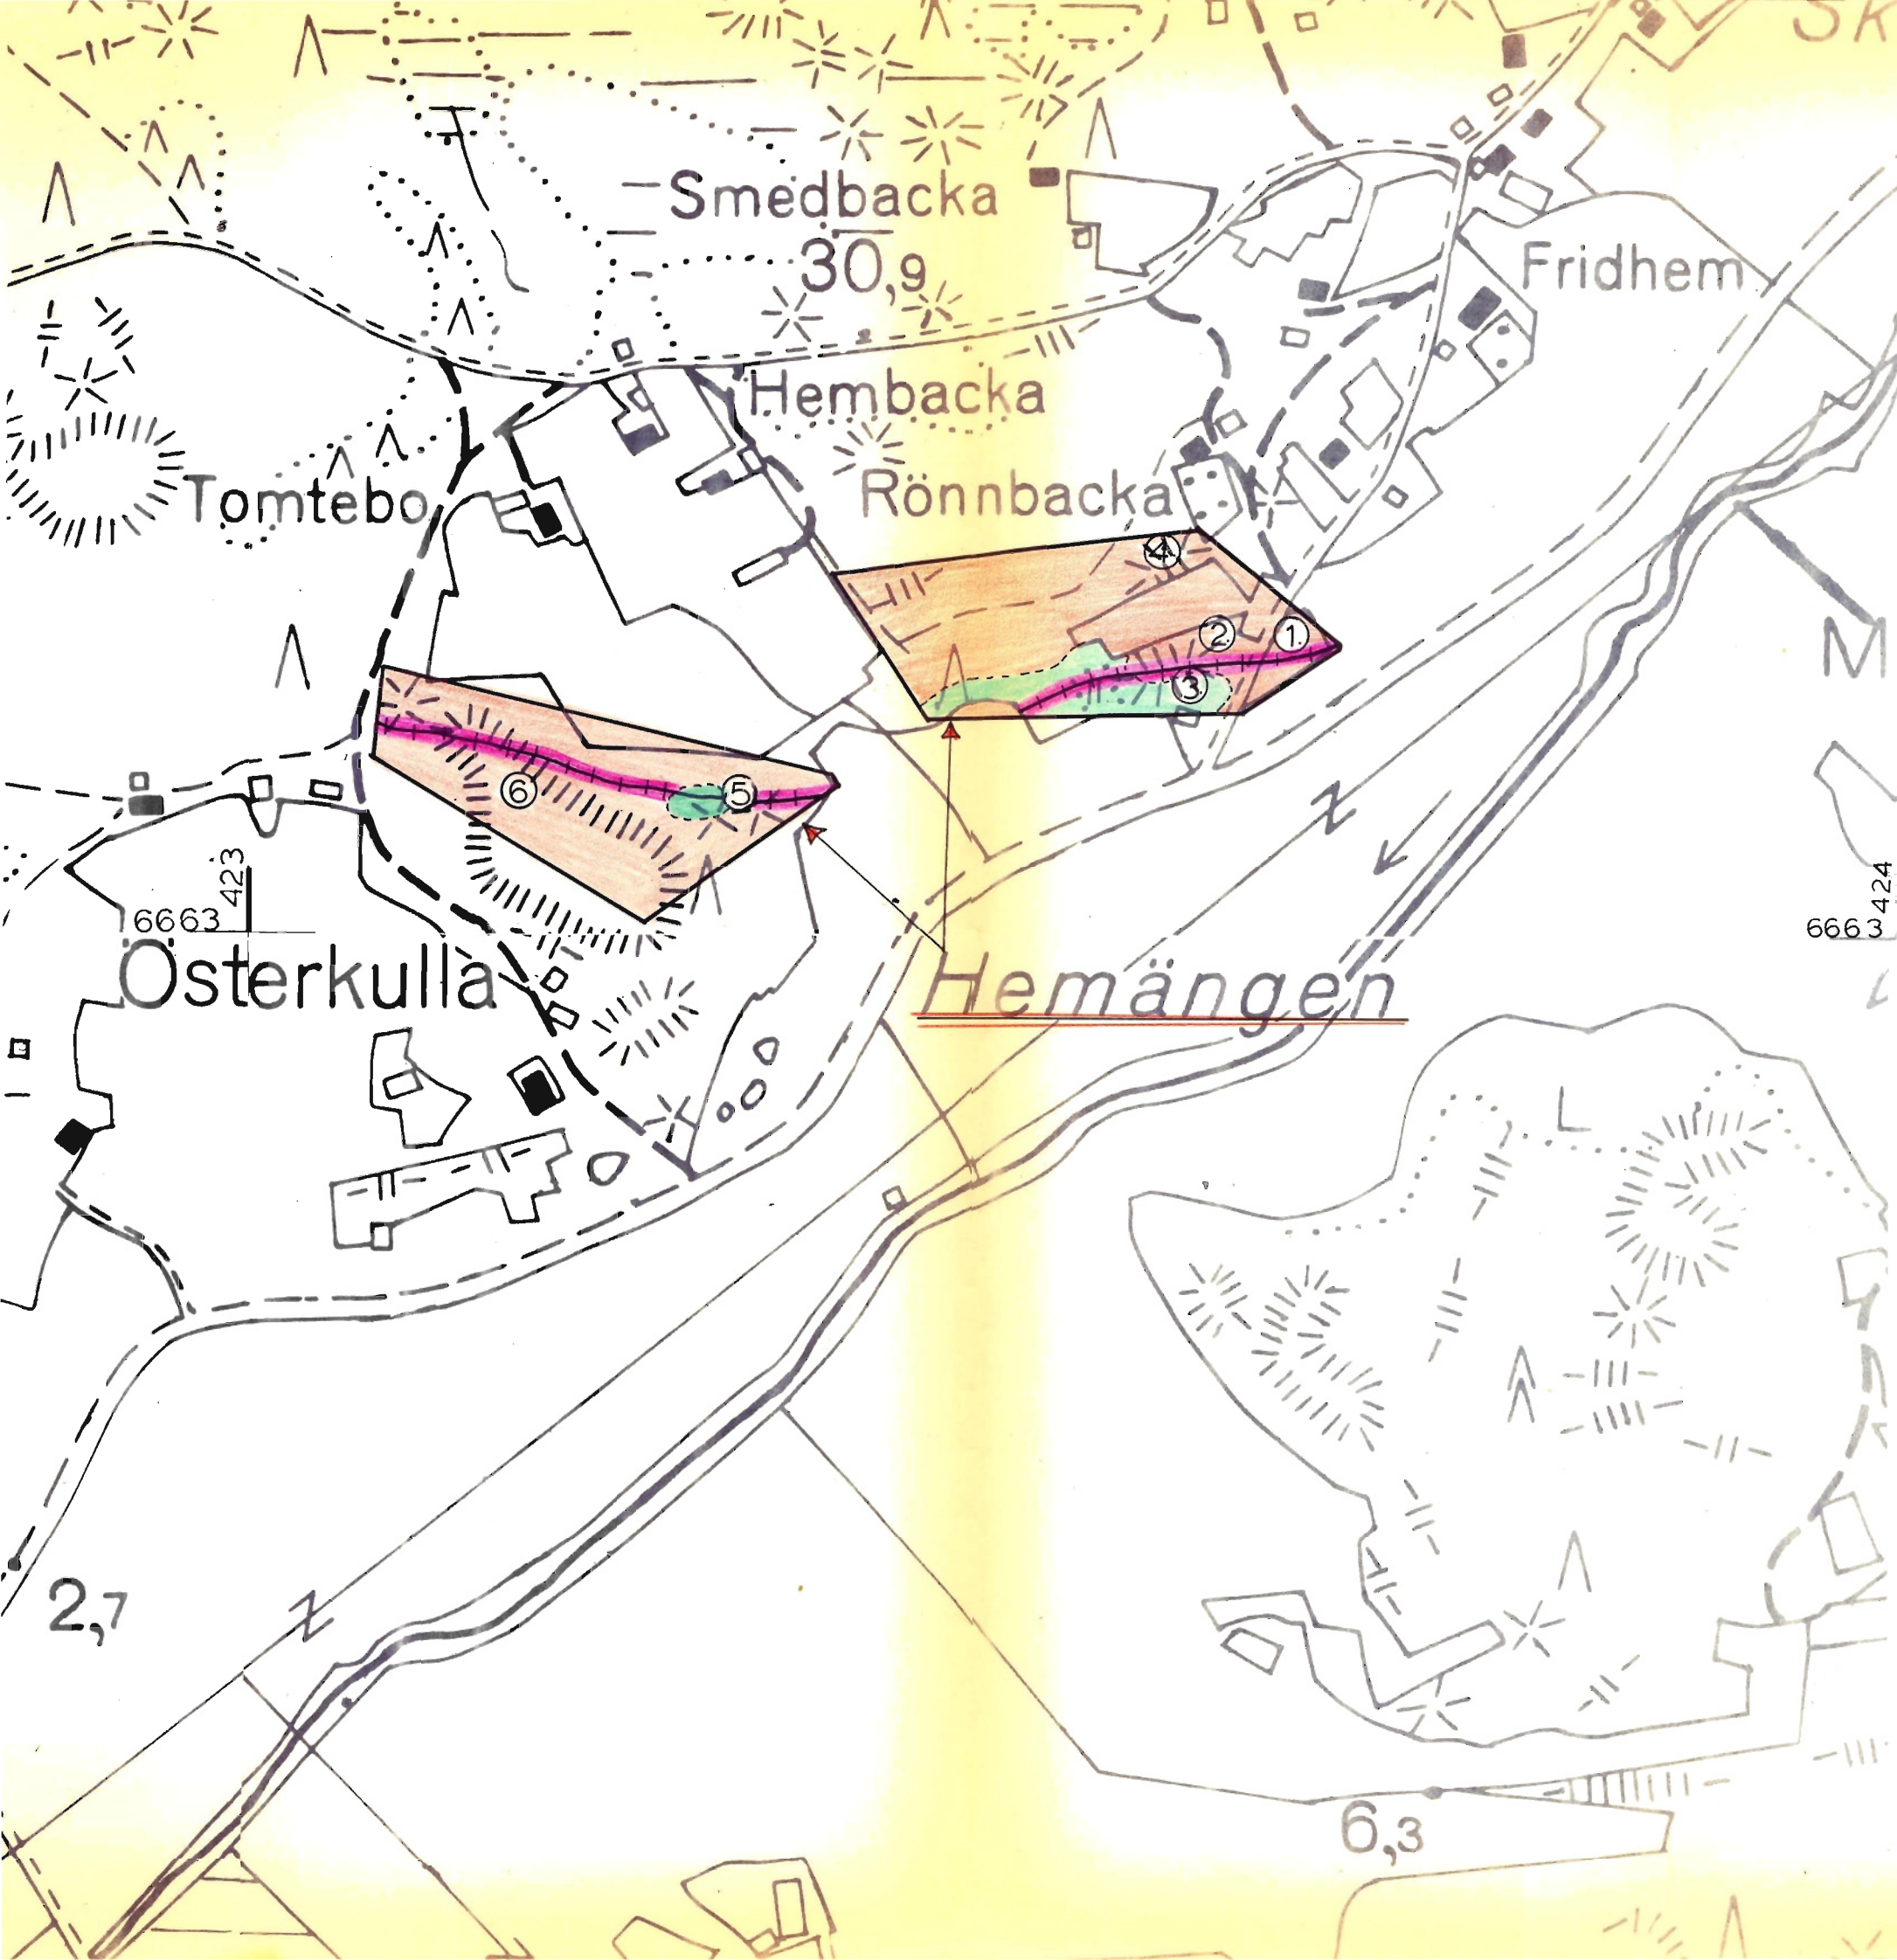 Sk
Smedbacka
30,9
Fridhem
Hembacka
Tomtebo
Rönnbacka
4
2
1
3
M
6
5
423
6663
424
6663
Österkulla
Hemängen
2,7
6,3